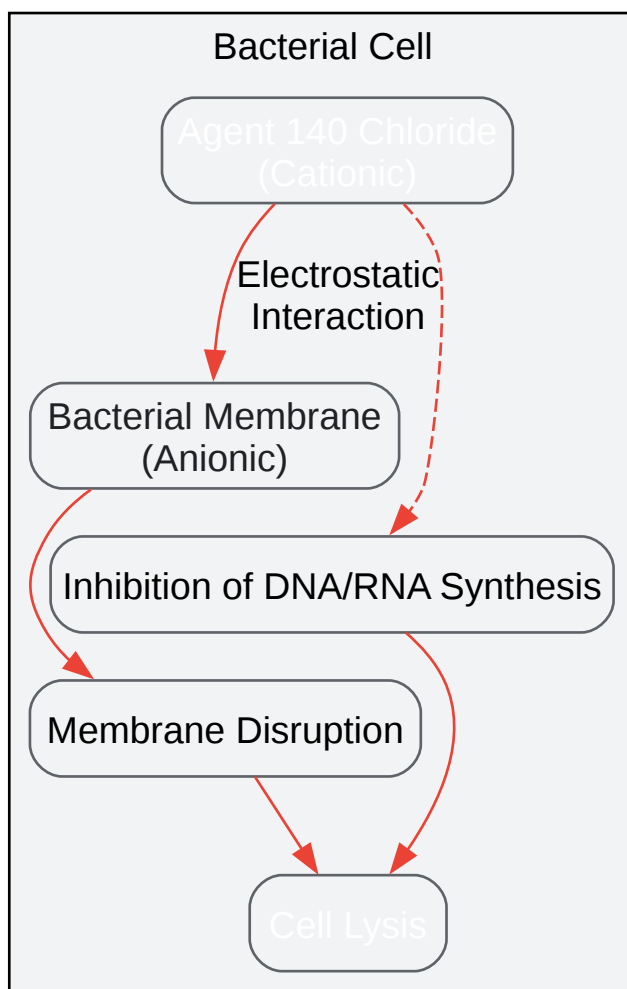 Bacterial Cell
Agent 140 Chloride
(Cationic)
Electrostatic
Interaction
Bacterial Membrane
(Anionic)
Inhibition of DNA/RNA Synthesis
Membrane Disruption
Cell Lysis